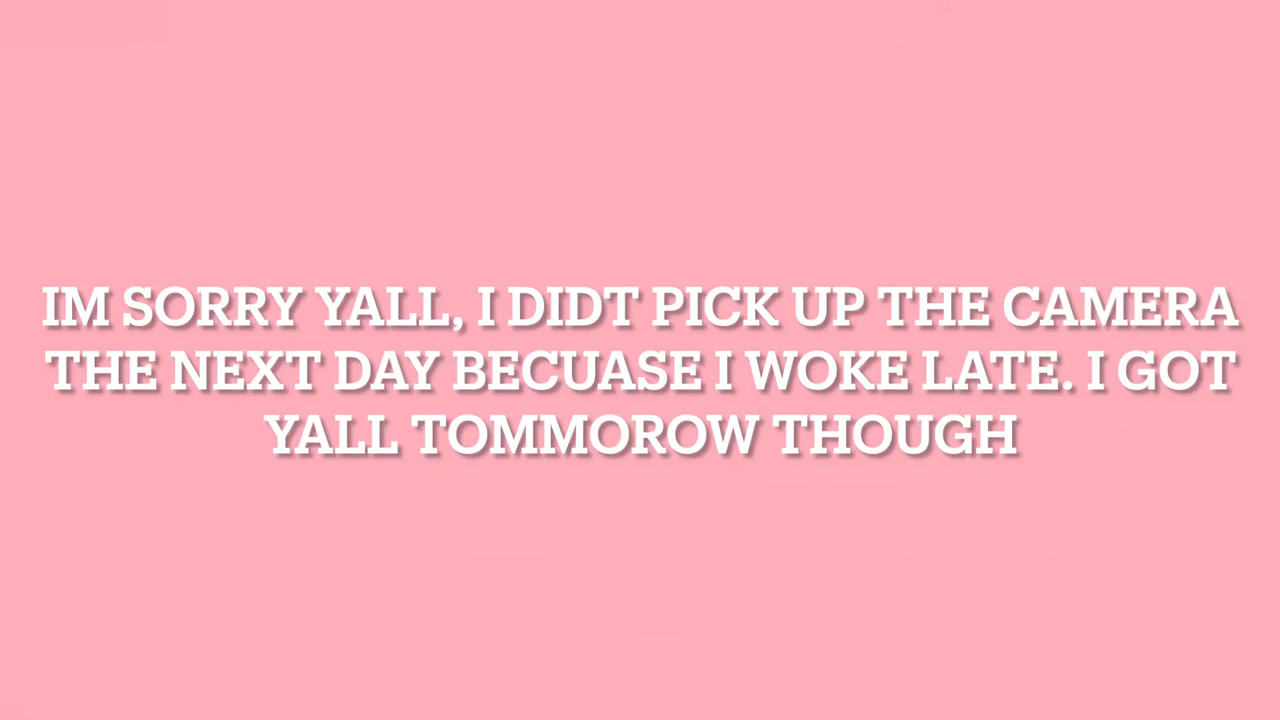 IM SORRY YALL, I DIDT PICK UP THE CAMERA
THE NEXT DAY BECUASE I WOKE LATE. I GOT
YALL TOMMOROW THOUGH